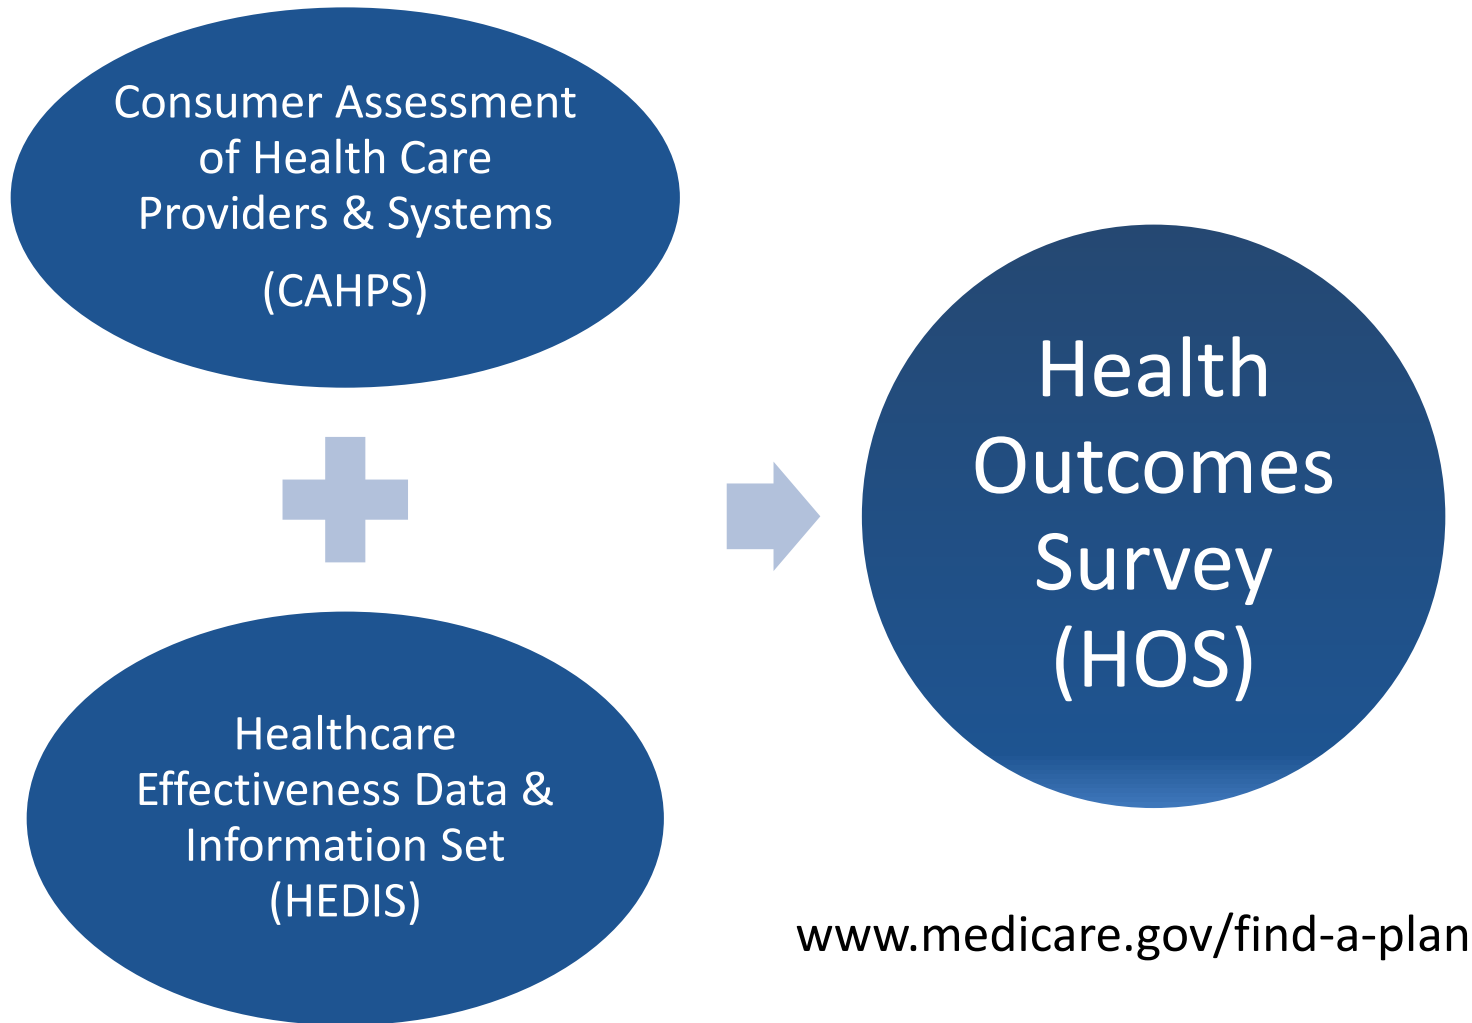 Consumer Assessment
of Health Care
Providers & Systems
(CAHPS)
Healthcare
Effectiveness Data &
Information Set
(HEDIS)
Health
Outcomes
Survey
(HOS)
www.medicare.gov/find-a-plan